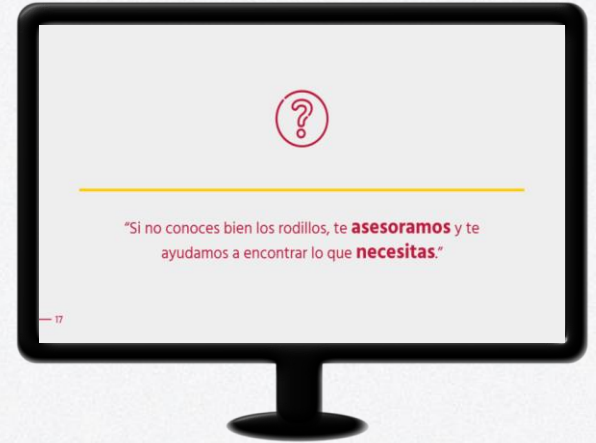 ?
“Si no conoces bien los rodillos, te asesoramos y te
ayudamos a encontrar lo que necesitas.”
17